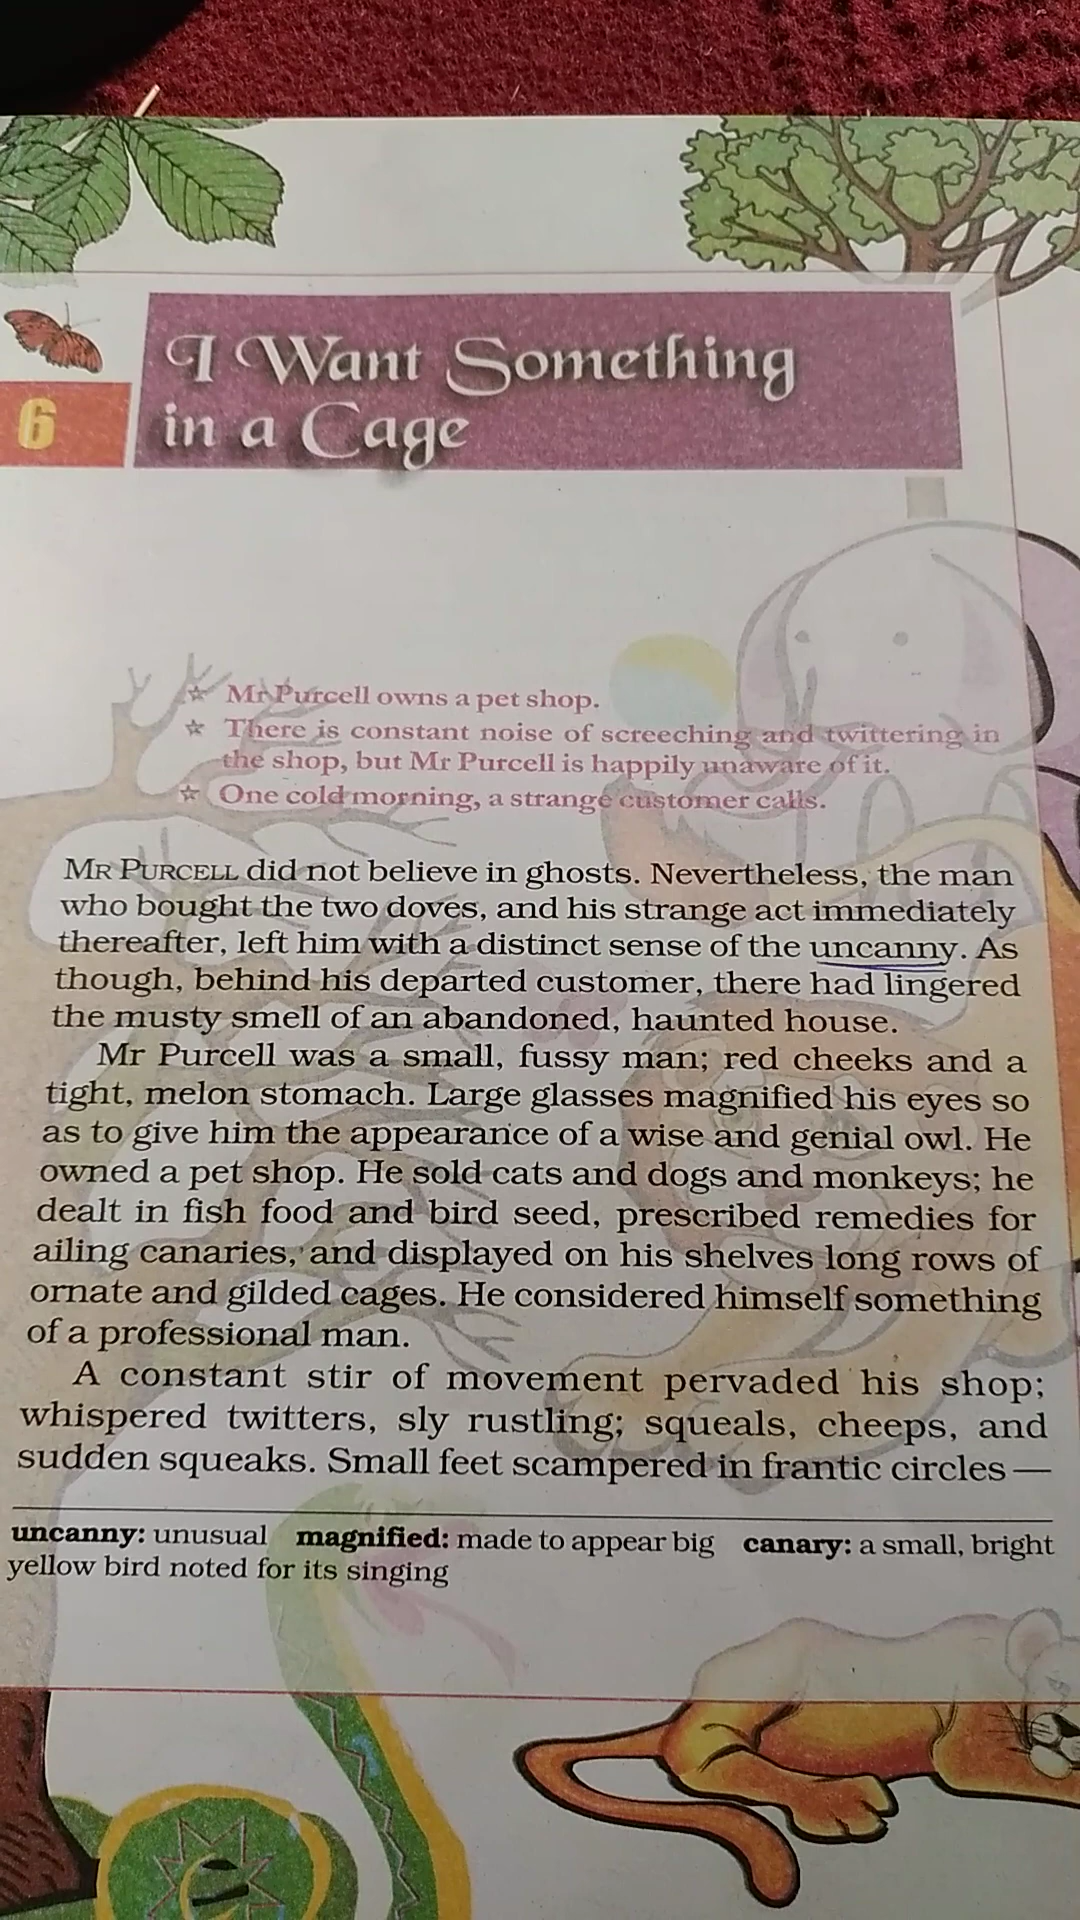 I Want Something
in a Cage
6
☆ Mr Purcell owns a pet shop.
☆ There is constant noise of screeching and twittering in
the shop, but Mr Purcell is happily unaware of it.
☆ One cold morning, a strange customer calls.
MR PURCELL did not believe in ghosts. Nevertheless, the man
who bought the two doves, and his strange act immediately
thereafter, left him with a distinct sense of the uncanny. As
though, behind his departed customer, there had lingered
the musty smell of an abandoned, haunted house.
Mr Purcell was a small, fussy man; red cheeks and a
tight, melon stomach. Large glasses magnified his eyes so
as to give him the appearance of a wise and genial owl. He
owned a pet shop. He sold cats and dogs and monkeys; he
dealt in fish food and bird seed, prescribed remedies for
ailing canaries, and displayed on his shelves long rows of
ornate and gilded cages. He considered himself something
of a professional man.
A constant stir of movement pervaded his shop;
whispered twitters, sly rustling; squeals, cheeps, and
sudden squeaks. Small feet scampered in frantic circles —
uncanny: unusual magnified: made to appear big canary: a small, bright
yellow bird noted for its singing